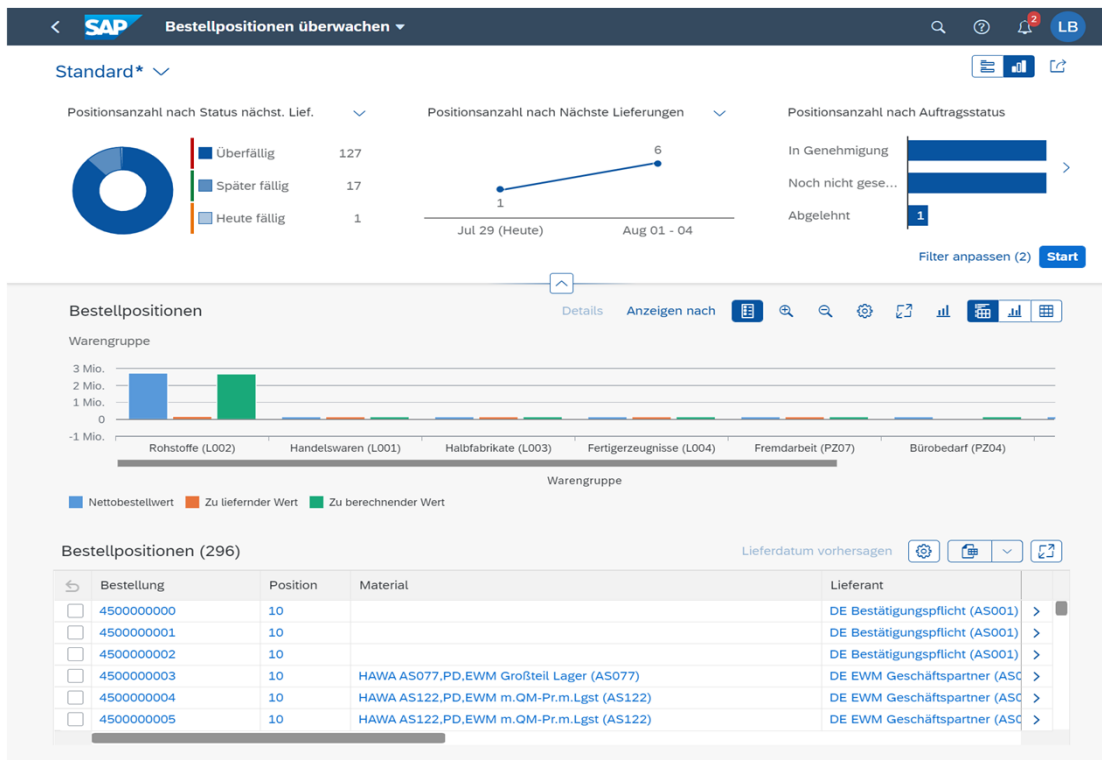 SAP Bestellpositionen überwachen 2 LB
Standard*
Positionsanzahl nach Status nächst. Lief.
Überfällig 127
Später fällig 17
Heute fällig 1
Positionsanzahl nach Nächste Lieferungen
6
1
Jul 29 (Heute) Aug 01 - 04
Positionsanzahl nach Auftragsstatus
In Genehmigung
Noch nicht gese...
Abgelehnt 1
Filter anpassen (2) Start
Bestellpositionen Details Anzeigen nach
Warengruppe
3 Mio.
2 Mio.
1 Mio.
0
-1 Mio.
Rohstoffe (L002) Handelswaren (L001) Halbfabrikate (L003) Fertigerzeugnisse (L004) Fremdarbeit (PZ07) Bürobedarf (PZ04)
Warengruppe
Nettobestellwert Zu liefernder Wert Zu berechnender Wert
Bestellpositionen (296) Lieferdatum vorhersagen
Bestellung Position Material Lieferant
4500000000 10 DE Bestätigungspflicht (AS001)
4500000001 10 DE Bestätigungspflicht (AS001)
4500000002 10 DE Bestätigungspflicht (AS001)
4500000003 10 HAWA AS077,PD,EWM Großteil Lager (AS077) DE EWM Geschäftspartner (AS0
4500000004 10 HAWA AS122,PD,EWM m.QM-Pr.m.Lgst (AS122) DE EWM Geschäftspartner (AS0
4500000005 10 HAWA AS122,PD,EWM m.QM-Pr.m.Lgst (AS122) DE EWM Geschäftspartner (AS0